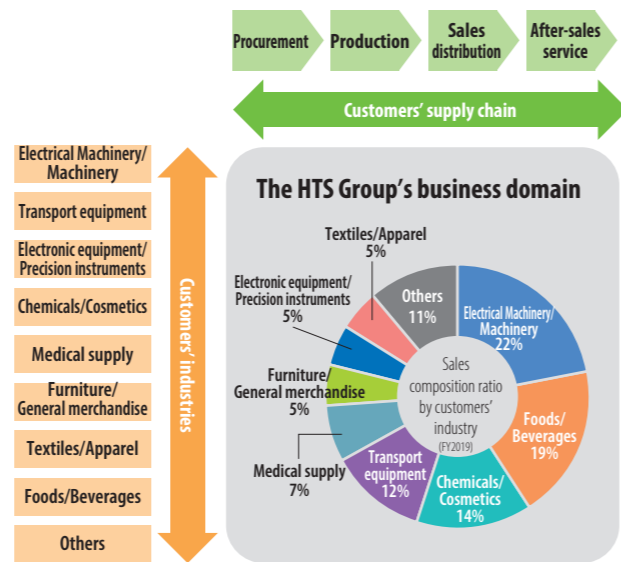 Procurement
Production
Sales
distribution
After-sales
service
Customers' supply chain
Electrical Machinery/
Machinery
Transport equipment
Electronic equipment/
Precision instruments
Chemicals/Cosmetics
Medical supply
Furniture/
General merchandise
Textiles/Apparel
Foods/Beverages
Others
Customers' industries
The HTS Group's business domain
Textiles/Apparel
5%
Electronic equipment/
Precision instruments
5%
Furniture/
General merchandise
5%
Medical supply
7%
Transport
equipment
12%
Chemicals/
Cosmetics
14%
Foods/
Beverages
19%
Electrical Machinery/
Machinery
22%
Others
11%
Sales
composition ratio
by customers'
industry
(FY2019)